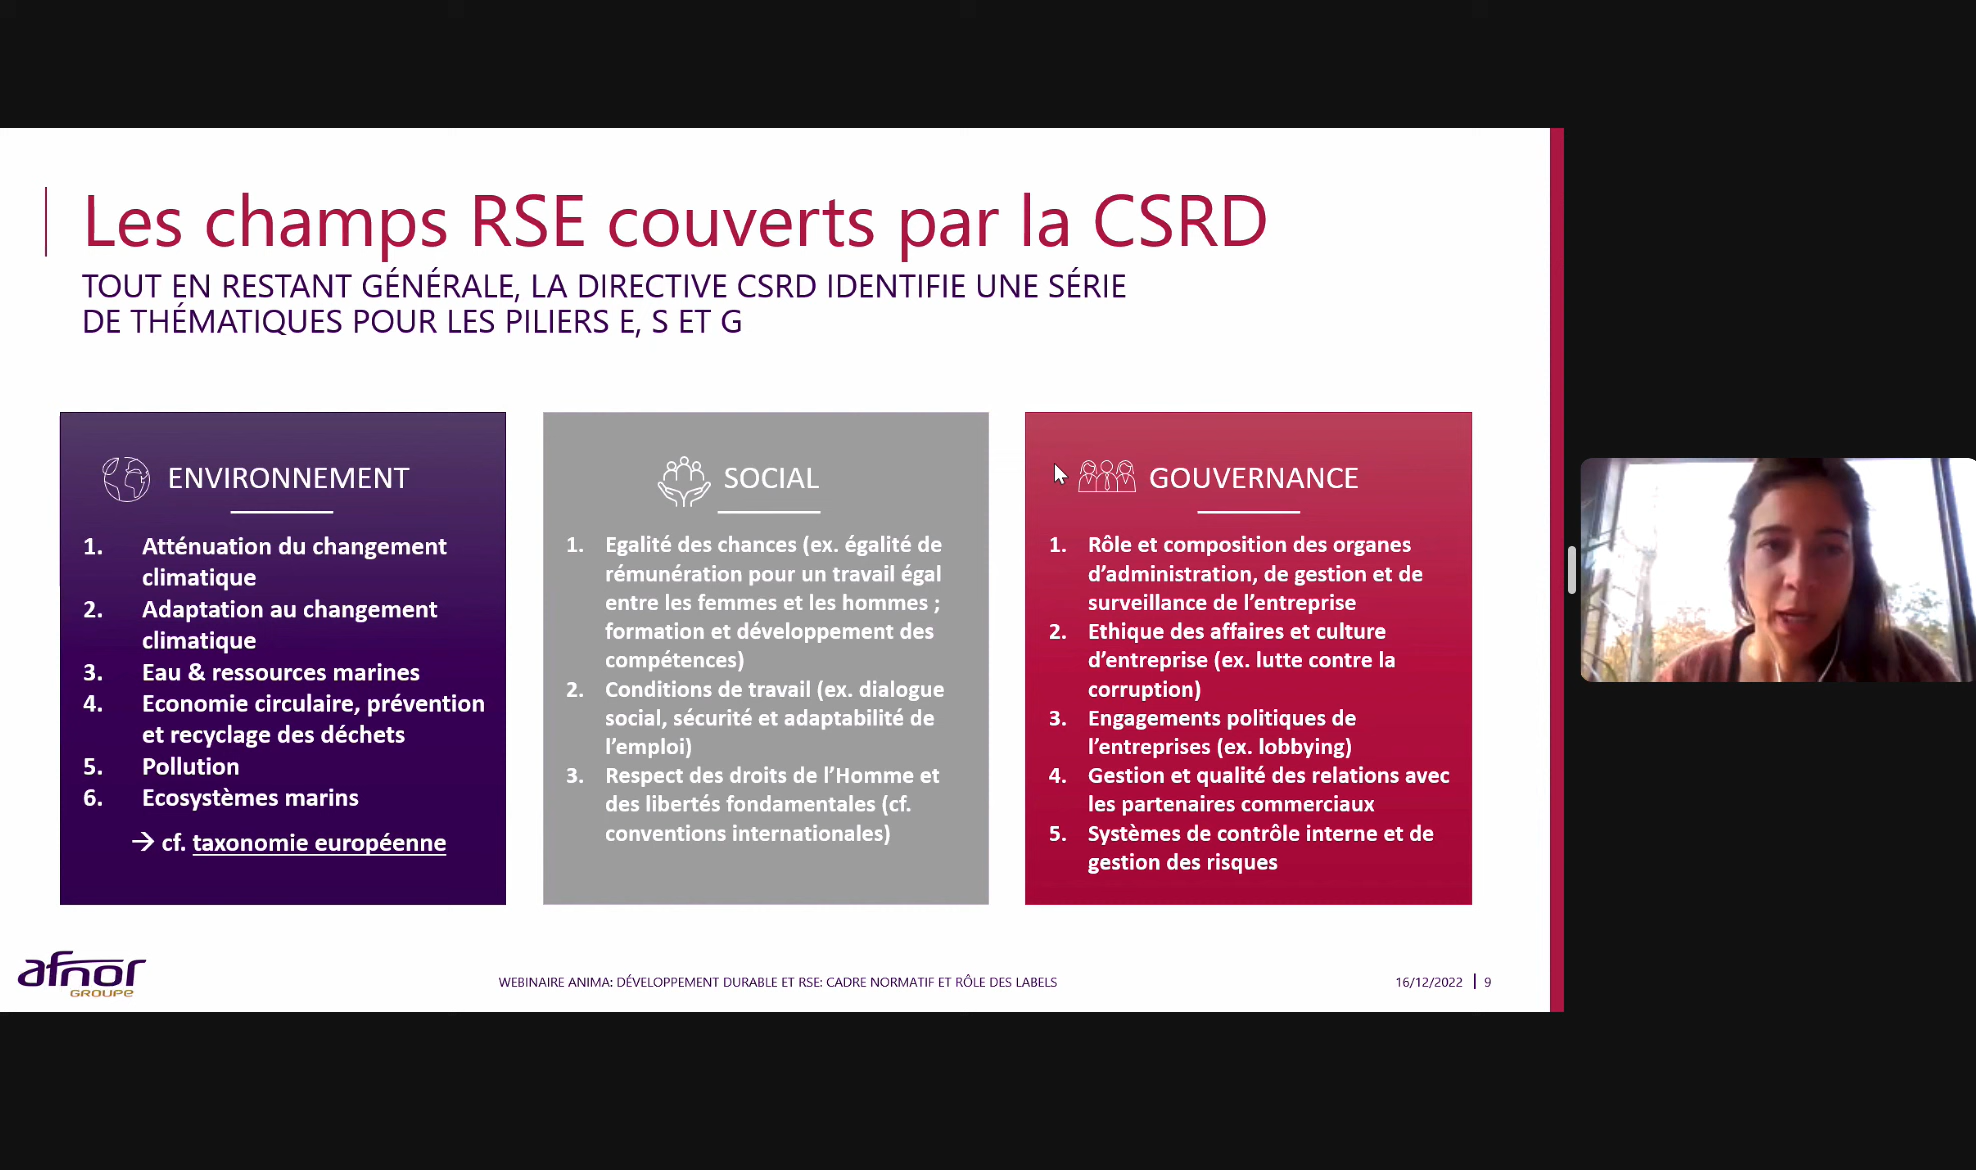 Les champs RSE couverts par la CSRD
TOUT EN RESTANT GÉNÉRALE, LA DIRECTIVE CSRD IDENTIFIE UNE SÉRIE
DE THÉMATIQUES POUR LES PILIERS E, S ET G
ENVIRONNEMENT
1. Atténuation du changement
climatique
2. Adaptation au changement
climatique
3. Eau & ressources marines
4. Economie circulaire, prévention
et recyclage des déchets
5. Pollution
6. Ecosystèmes marins
→ cf. taxonomie européenne
SOCIAL
1. Egalité des chances (ex. égalité de
rémunération pour un travail égal
entre les femmes et les hommes ;
formation et développement des
compétences)
2. Conditions de travail (ex. dialogue
social, sécurité et adaptabilité de
l’emploi)
3. Respect des droits de l’Homme et
des libertés fondamentales (cf.
conventions internationales)
GOUVERNANCE
1. Rôle et composition des organes
d’administration, de gestion et de
surveillance de l’entreprise
2. Ethique des affaires et culture
d’entreprise (ex. lutte contre la
corruption)
3. Engagements politiques de
l’entreprises (ex. lobbying)
4. Gestion et qualité des relations avec
les partenaires commerciaux
5. Systèmes de contrôle interne et de
gestion des risques
afnor
GROUPE
WEBINAIRE ANIMA: DÉVELOPPEMENT DURABLE ET RSE: CADRE NORMATIF ET RÔLE DES LABELS
16/12/2022 | 9